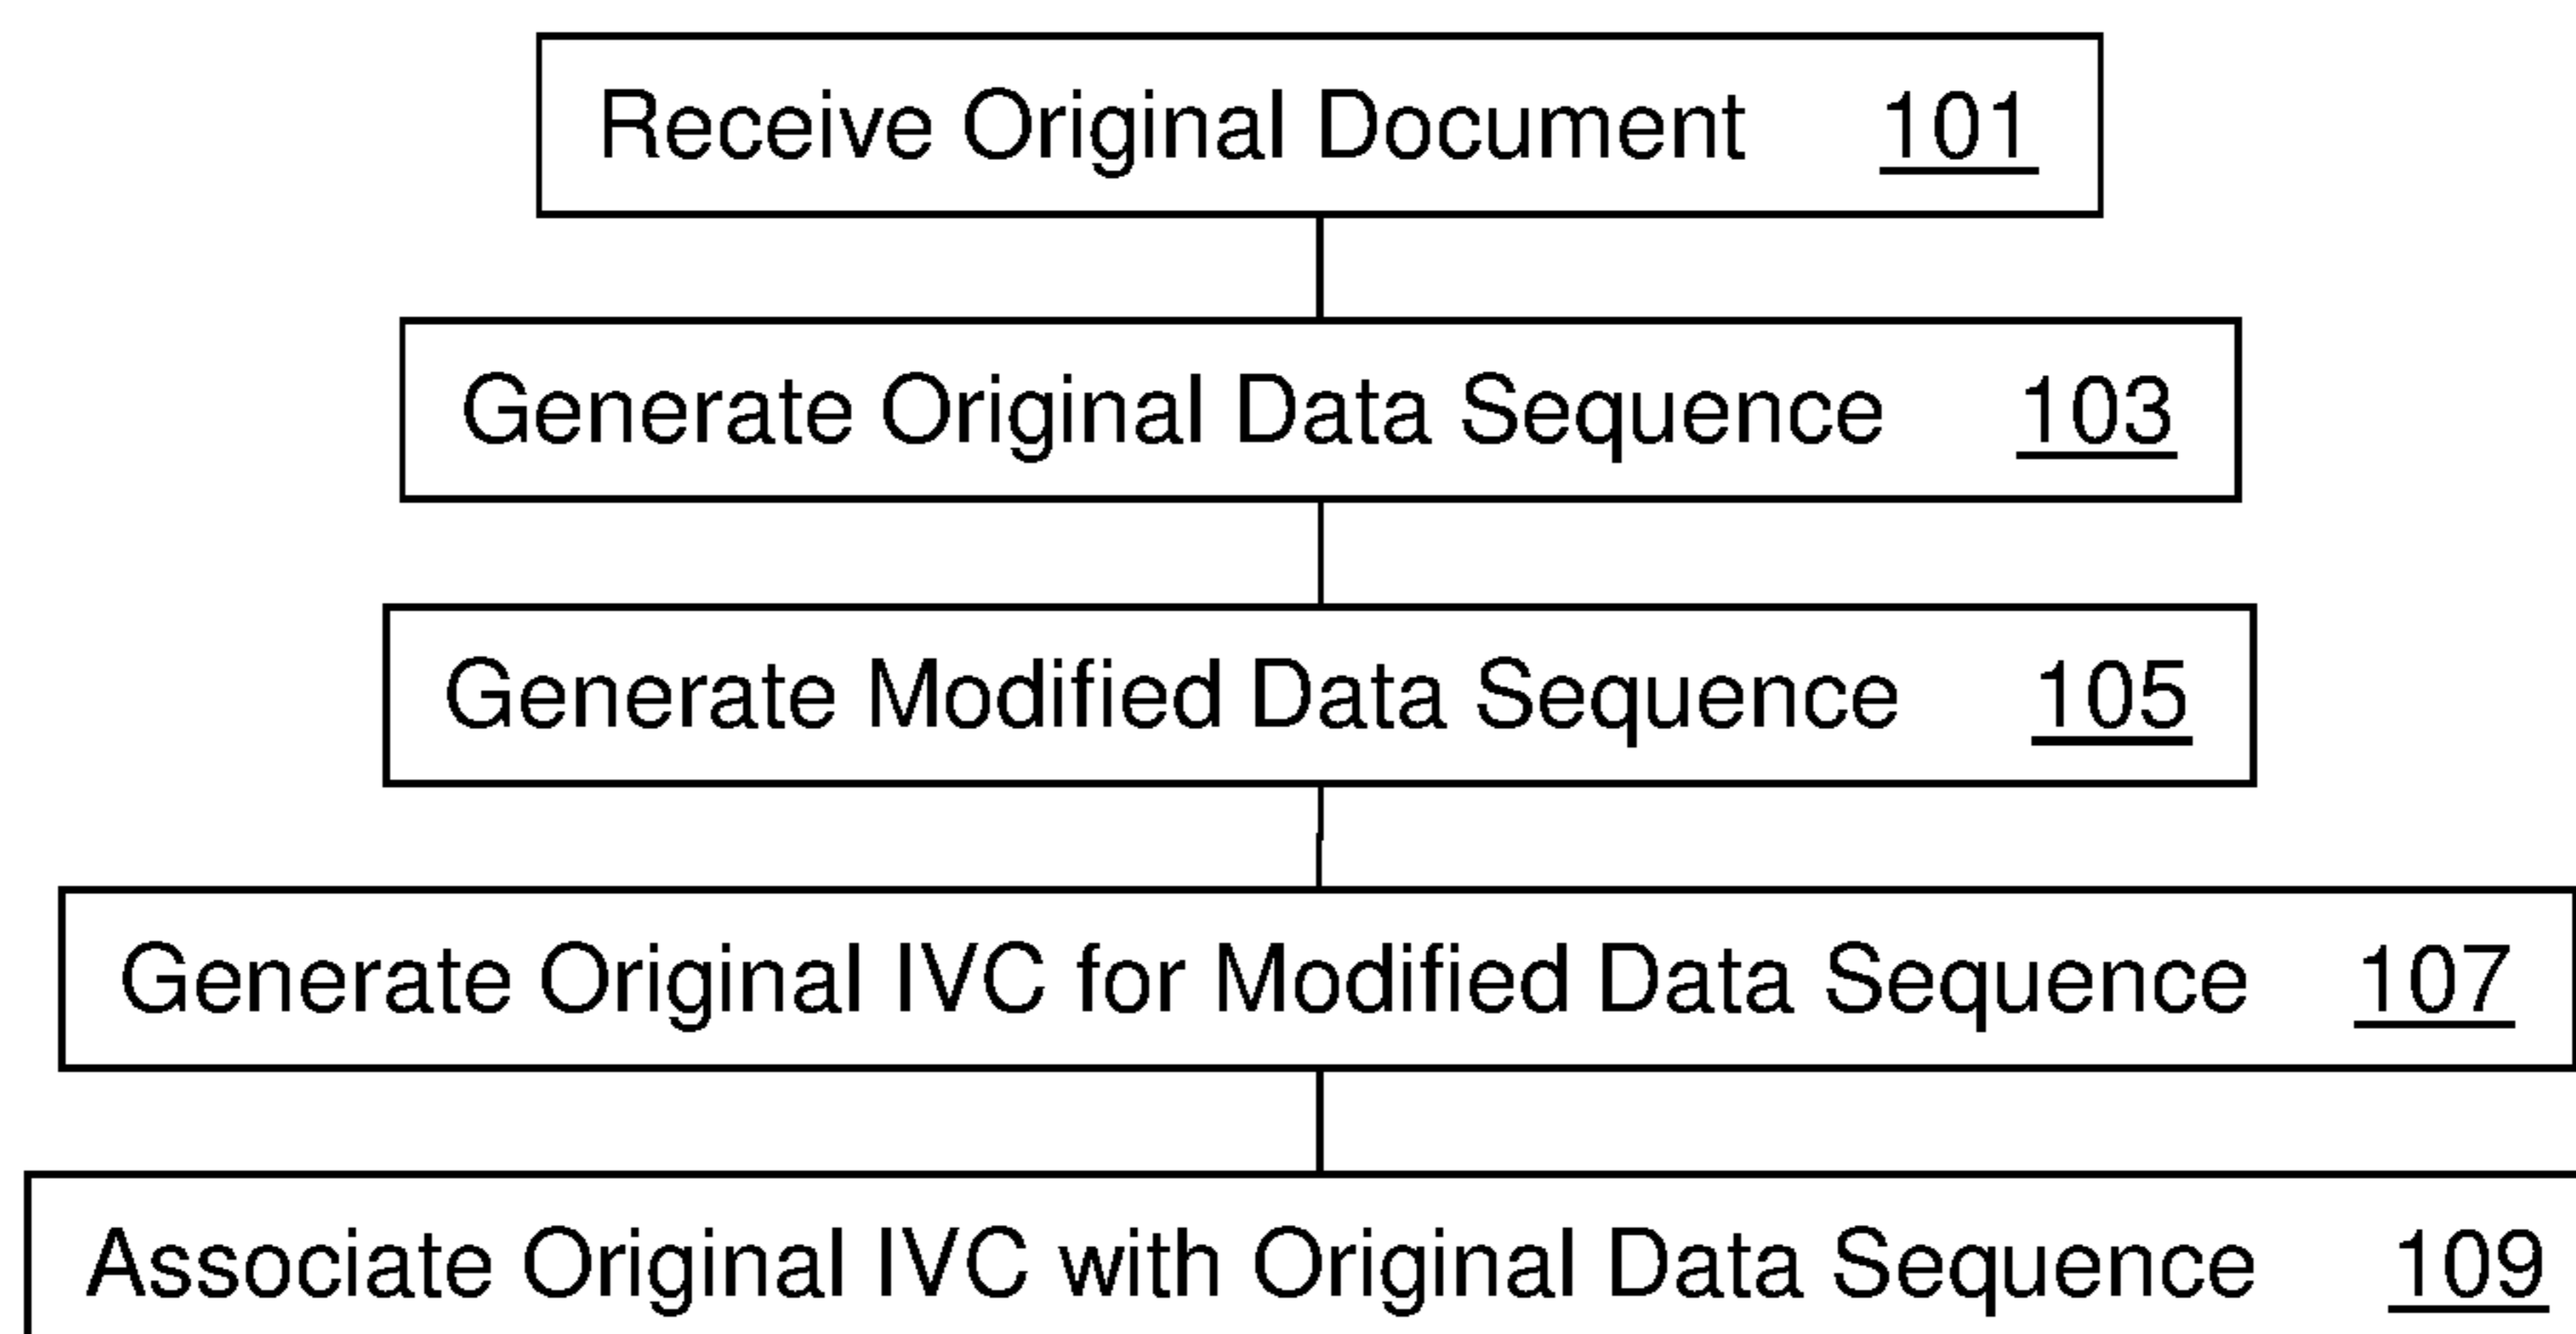 Receive Original Document 101
Generate Original Data Sequence 103
Generate Modified Data Sequence 105
Generate Original IVC for Modified Data Sequence 107
Associate Original IVC with Original Data Sequence 109